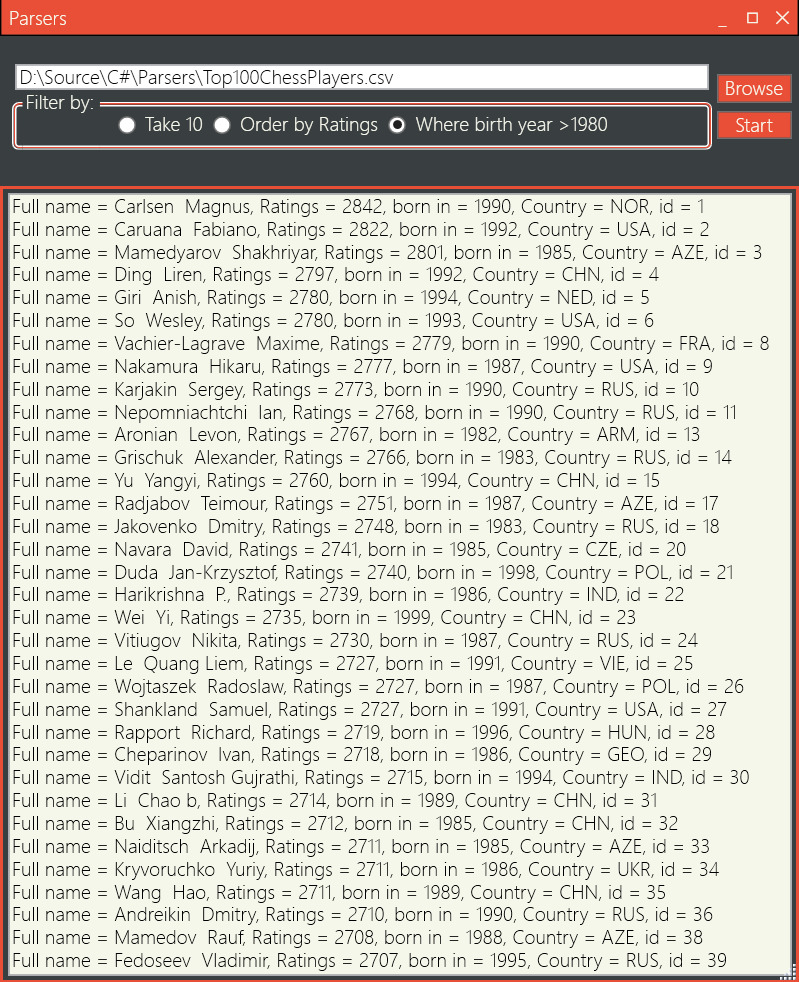 Parsers
D:\Source\C#\Parsers\Top100ChessPlayers.csv
Browse
Filter by:
Take 10 Order by Ratings Where birth year >1980
Start
Full name = Carlsen  Magnus, Ratings = 2842, born in = 1990, Country = NOR, id = 1
Full name = Caruana  Fabiano, Ratings = 2822, born in = 1992, Country = USA, id = 2
Full name = Mamedyarov  Shakhriyar, Ratings = 2801, born in = 1985, Country = AZE, id = 3
Full name = Ding  Liren, Ratings = 2797, born in = 1992, Country = CHN, id = 4
Full name = Giri  Anish, Ratings = 2780, born in = 1994, Country = NED, id = 5
Full name = So  Wesley, Ratings = 2780, born in = 1993, Country = USA, id = 6
Full name = Vachier-Lagrave  Maxime, Ratings = 2779, born in = 1990, Country = FRA, id = 8
Full name = Nakamura  Hikaru, Ratings = 2777, born in = 1987, Country = USA, id = 9
Full name = Karjakin  Sergey, Ratings = 2773, born in = 1990, Country = RUS, id = 10
Full name = Nepomniachtchi  Ian, Ratings = 2768, born in = 1990, Country = RUS, id = 11
Full name = Aronian  Levon, Ratings = 2767, born in = 1982, Country = ARM, id = 13
Full name = Grischuk  Alexander, Ratings = 2766, born in = 1983, Country = RUS, id = 14
Full name = Yu  Yangyi, Ratings = 2760, born in = 1994, Country = CHN, id = 15
Full name = Radjabov  Teimour, Ratings = 2751, born in = 1987, Country = AZE, id = 17
Full name = Jakovenko  Dmitry, Ratings = 2748, born in = 1983, Country = RUS, id = 18
Full name = Navara  David, Ratings = 2741, born in = 1985, Country = CZE, id = 20
Full name = Duda  Jan-Krzysztof, Ratings = 2740, born in = 1998, Country = POL, id = 21
Full name = Harikrishna  P., Ratings = 2739, born in = 1986, Country = IND, id = 22
Full name = Wei  Yi, Ratings = 2735, born in = 1999, Country = CHN, id = 23
Full name = Vitiugov  Nikita, Ratings = 2730, born in = 1987, Country = RUS, id = 24
Full name = Le  Quang Liem, Ratings = 2727, born in = 1991, Country = VIE, id = 25
Full name = Wojtaszek  Radoslaw, Ratings = 2727, born in = 1987, Country = POL, id = 26
Full name = Shankland  Samuel, Ratings = 2727, born in = 1991, Country = USA, id = 27
Full name = Rapport  Richard, Ratings = 2719, born in = 1996, Country = HUN, id = 28
Full name = Cheparinov  Ivan, Ratings = 2718, born in = 1986, Country = GEO, id = 29
Full name = Vidit  Santosh Gujrathi, Ratings = 2715, born in = 1994, Country = IND, id = 30
Full name = Li  Chao b, Ratings = 2714, born in = 1989, Country = CHN, id = 31
Full name = Bu  Xiangzhi, Ratings = 2712, born in = 1985, Country = CHN, id = 32
Full name = Naiditsch  Arkadij, Ratings = 2711, born in = 1985, Country = AZE, id = 33
Full name = Kryvoruchko  Yuriy, Ratings = 2711, born in = 1986, Country = UKR, id = 34
Full name = Wang  Hao, Ratings = 2711, born in = 1989, Country = CHN, id = 35
Full name = Andreikin  Dmitry, Ratings = 2710, born in = 1990, Country = RUS, id = 36
Full name = Mamedov  Rauf, Ratings = 2708, born in = 1988, Country = AZE, id = 38
Full name = Fedoseev  Vladimir, Ratings = 2707, born in = 1995, Country = RUS, id = 39